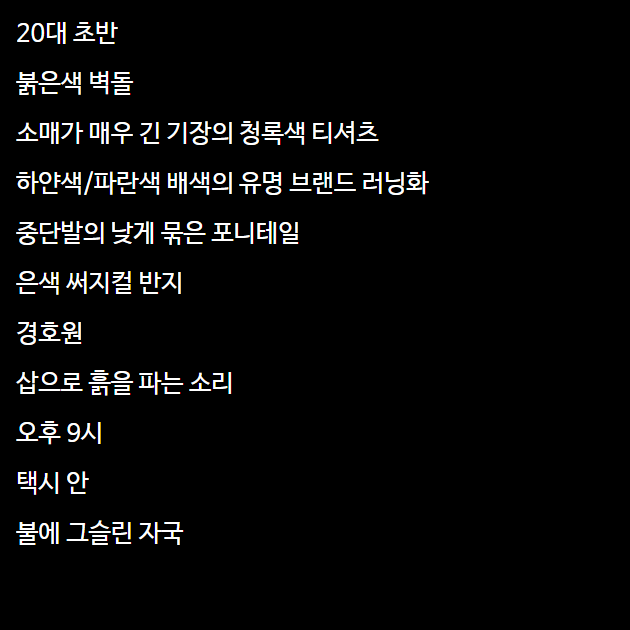 20대 초반
붉은색 벽돌
소매가 매우 긴 기장의 청록색 티셔츠
하얀색/파란색 배색의 유명 브랜드 러닝화
중단발의 낮게 묶은 포니테일
은색 써지컬 반지
경호원
삽으로 흙을 파는 소리
오후 9시
택시 안
불에 그슬린 자국